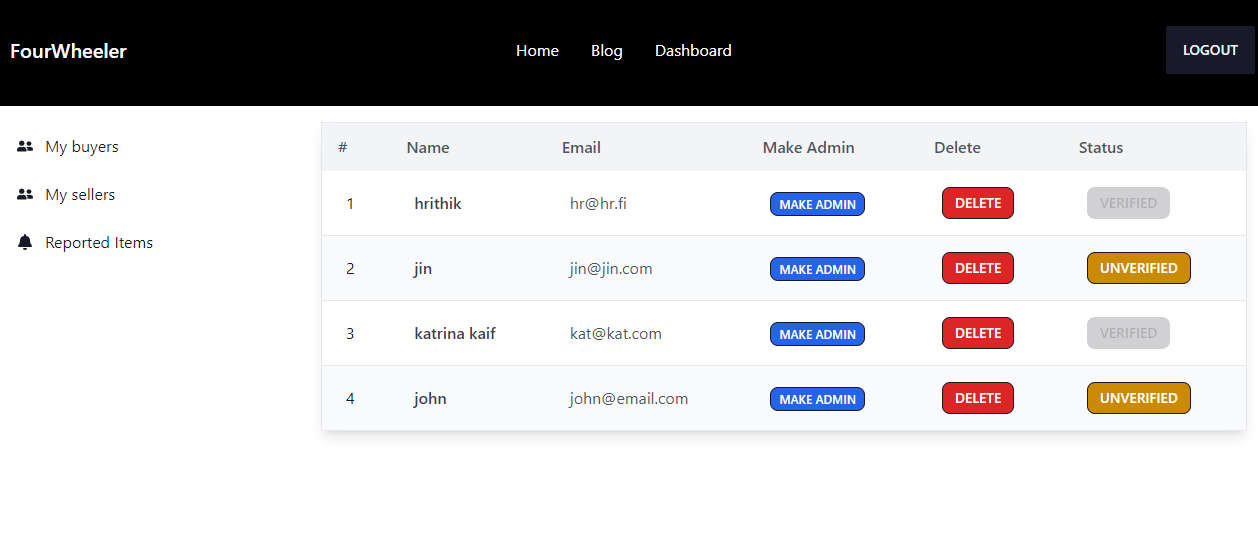 FourWheeler Home Blog Dashboard LOGOUT
My buyers
My sellers
Reported Items
# Name Email Make Admin Delete Status
1 hrithik hr@hr.fi MAKE ADMIN DELETE VERIFIED
2 jin jin@jin.com MAKE ADMIN DELETE UNVERIFIED
3 katrina kaif kat@kat.com MAKE ADMIN DELETE VERIFIED
4 john john@email.com MAKE ADMIN DELETE UNVERIFIED